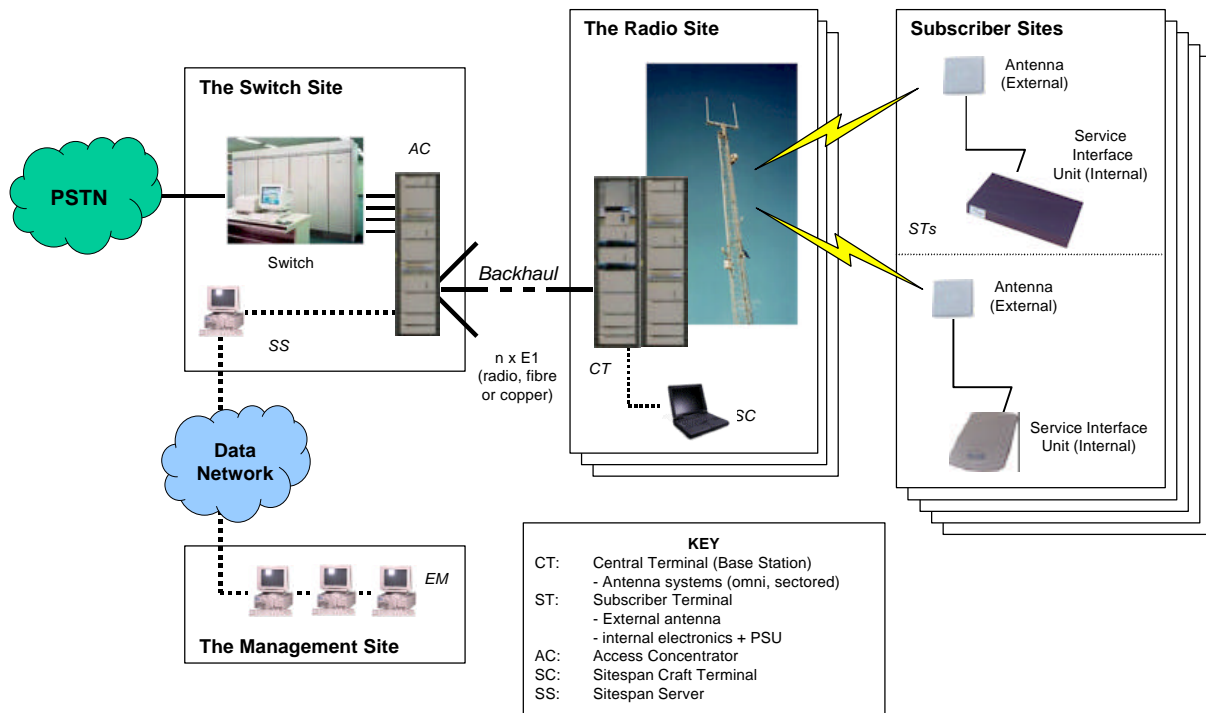 The Switch Site
AC
PSTN
Switch
SS
Backhaul
n x E1
(radio, fibre
or copper)
Data
Network
EM
The Management Site
The Radio Site
CT
SC
Subscriber Sites
Antenna
(External)
Service
Interface
Unit (Internal)
STs
Antenna
(External)
Service Interface
Unit (Internal)
KEY
CT: Central Terminal (Base Station)
- Antenna systems (omni, sectored)
ST: Subscriber Terminal
- External antenna
- internal electronics + PSU
AC: Access Concentrator
SC: Sitespan Craft Terminal
SS: Sitespan Server